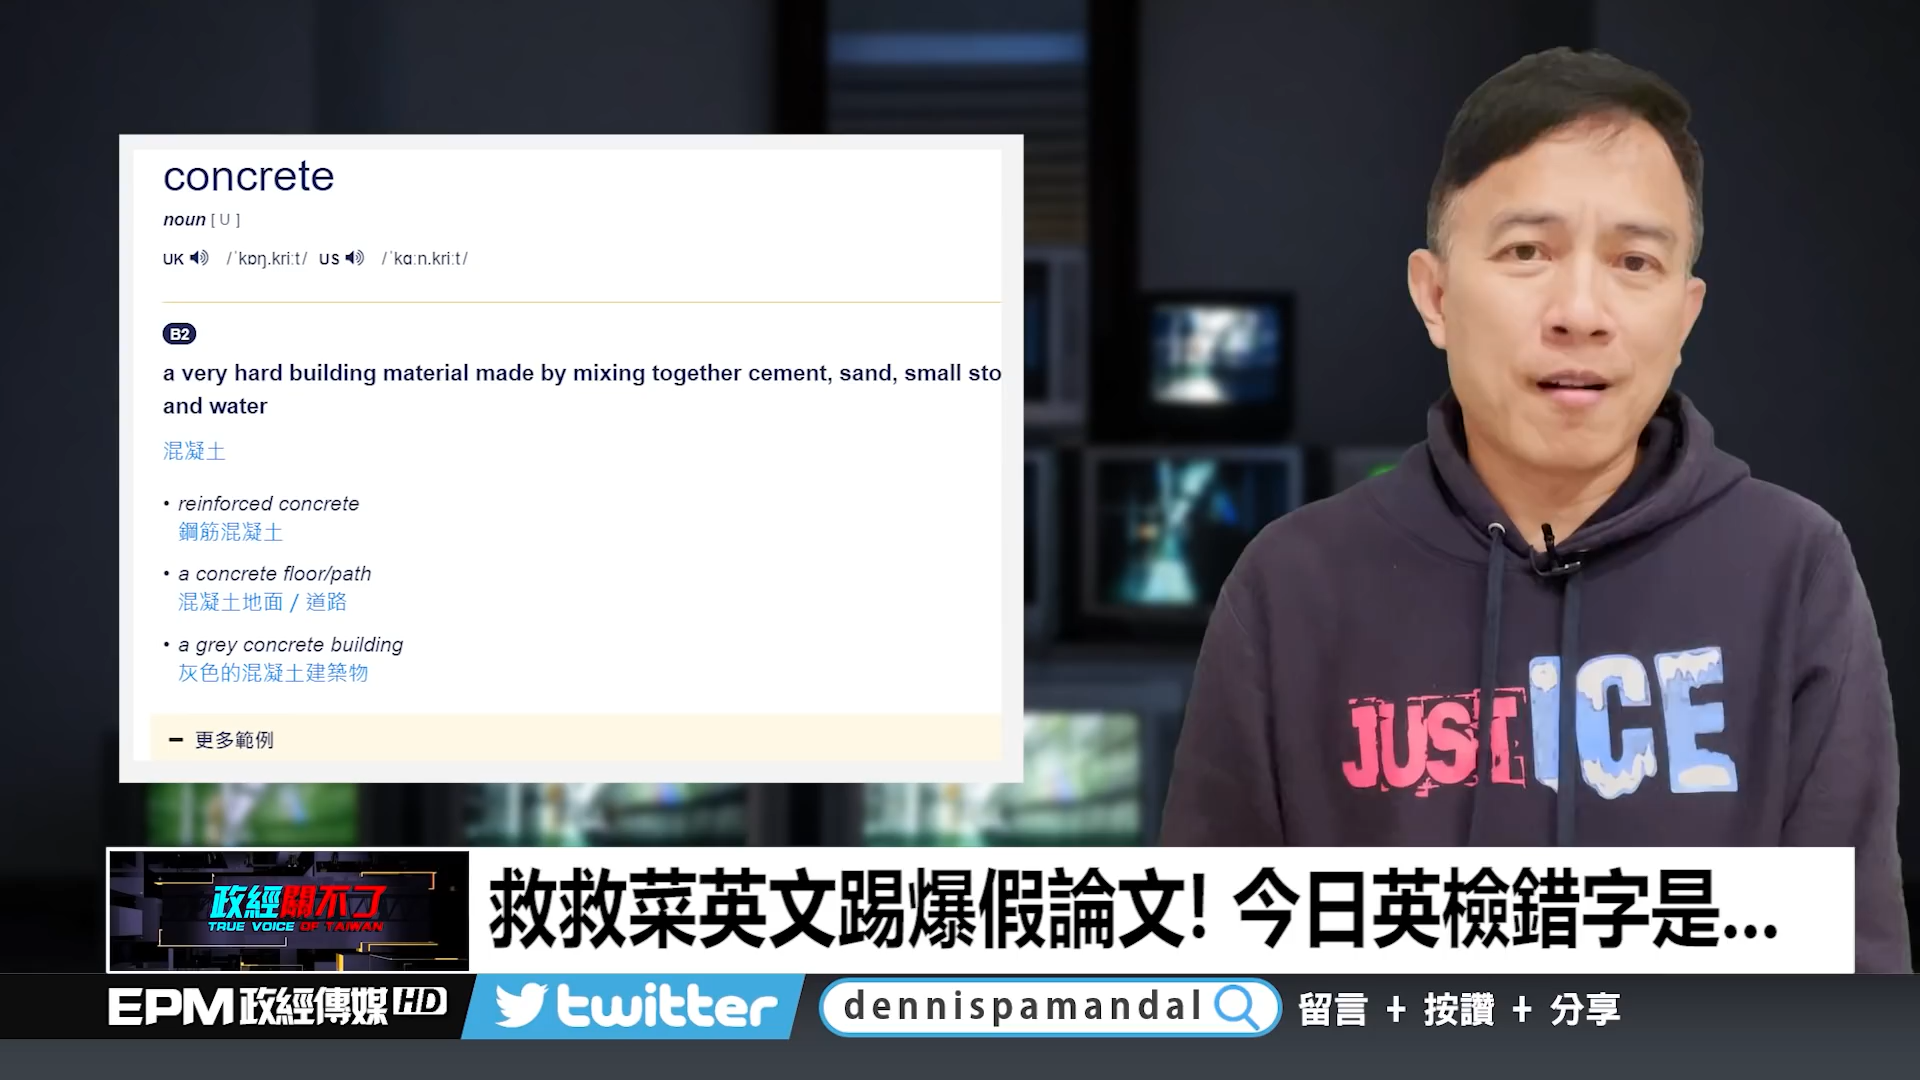 concrete
noun [ U ]
UK /ˈkɒŋ.kriːt/ US /ˈkɑːn.kriːt/
B2
a very hard building material made by mixing together cement, sand, small sto
and water
混凝土
• reinforced concrete
鋼筋混凝土
• a concrete floor/path
混凝土地面 / 道路
• a grey concrete building
灰色的混凝土建築物
更多範例
JUSTICE
政經關不了
TRUE VOICE OF TAIWAN
救救菜英文踢爆假論文! 今日英檢錯字是...
EPM政經傳媒HD
twitter
dennispamandal
留言 + 按讚 + 分享